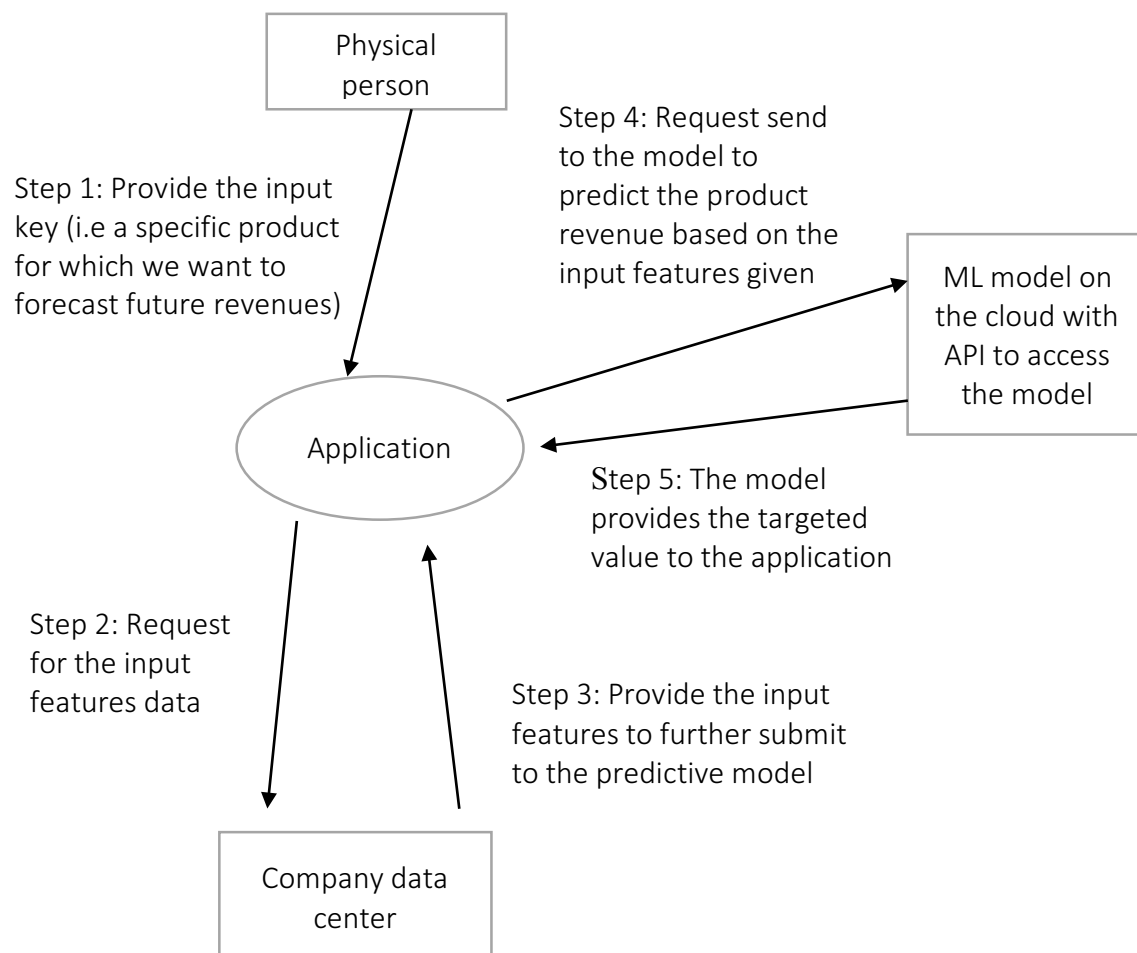 Physical
person
Step 1: Provide the input
key (i.e a specific product
for which we want to
forecast future revenues)
Step 4: Request send
to the model to
predict the product
revenue based on the
input features given
ML model on
the cloud with
API to access
the model
Application
Step 5: The model
provides the targeted
value to the application
Step 2: Request
for the input
features data
Step 3: Provide the input
features to further submit
to the predictive model
Company data
center